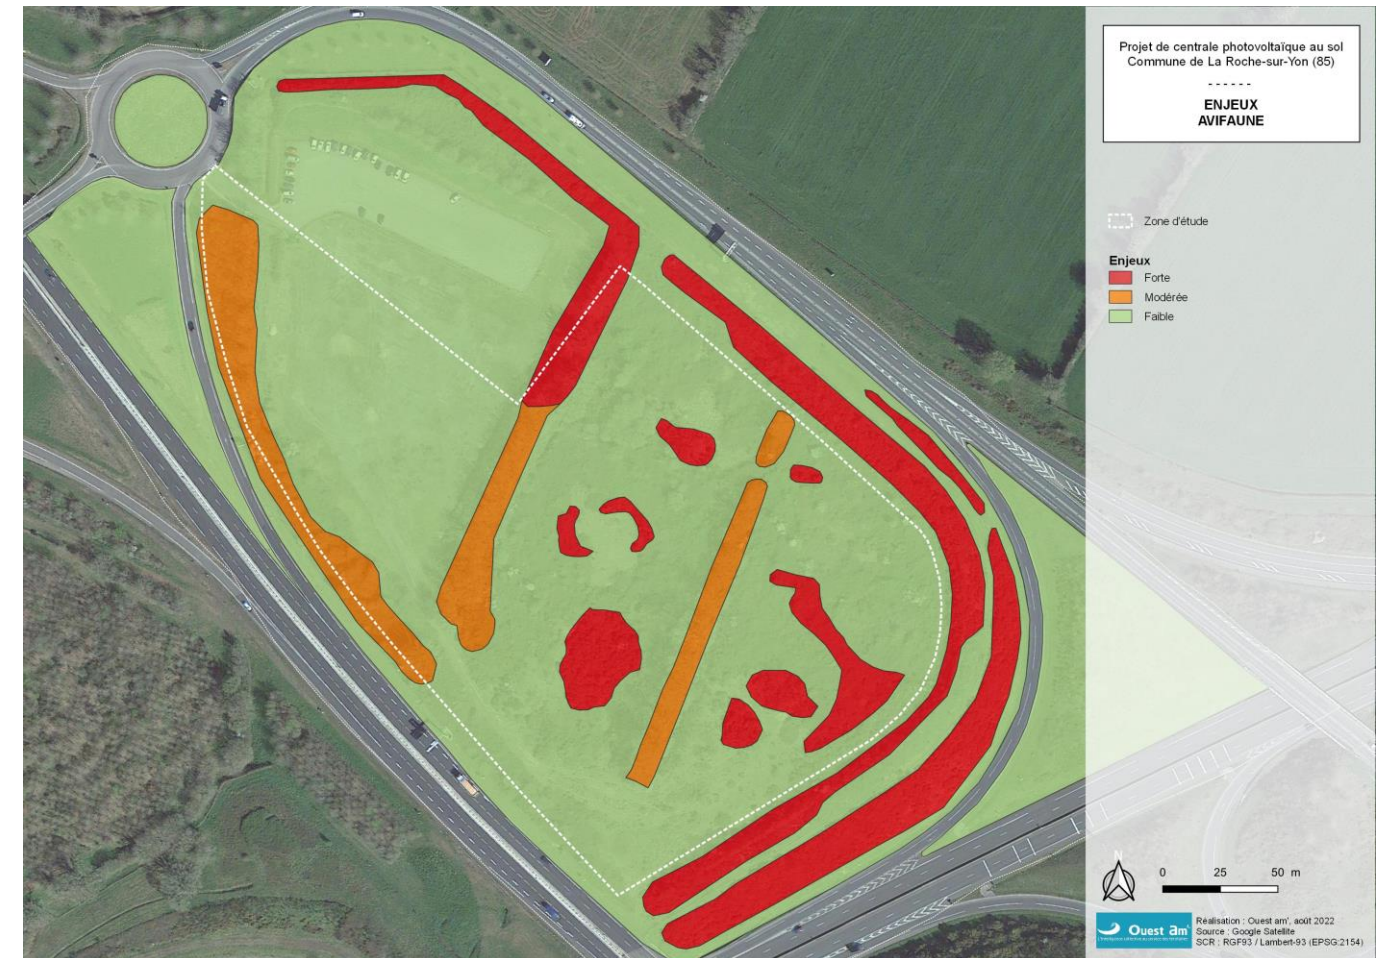 Projet de centrale photovoltaïque au sol
Commune de La Roche-sur-Yon (85)
- - - - - -
ENJEUX
AVIFAUNE
Zone d'étude
Enjeux
Forte
Modérée
Faible
N
0 25 50 m
Ouest am'
Réalisation : Ouest am', août 2022
Source : Google Satellite
SCR : RGF93 / Lambert-93 (EPSG:2154)